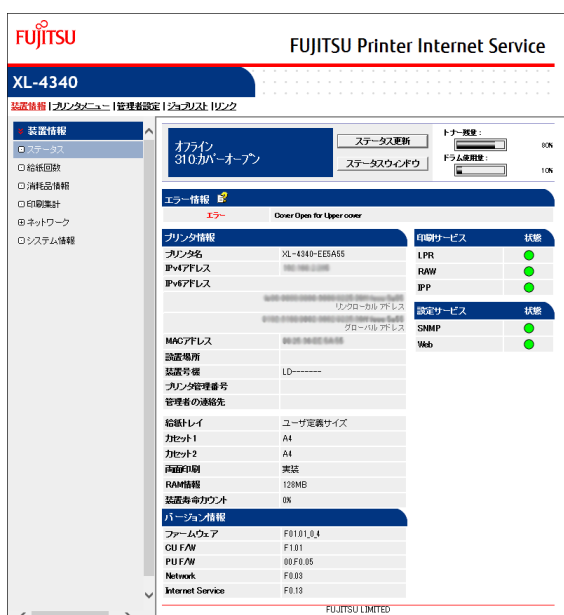 FUJITSU
FUJITSU Printer Internet Service
XL-4340
装置情報 | プリンタメニュー | 管理者設定 | ジョブリスト | リンク
装置情報
ステータス
給紙回数
消耗品情報
印刷集計
ネットワーク
システム情報
オフライン
310:カバーオープン
ステータス更新
ステータスウィンドウ
トナー残量:
80%
ドラム使用量:
10%
エラー情報
エラー Cover Open for Upper cover
プリンタ情報
プリンタ名 XL-4340-EE5A55
IPv4アドレス
IPv6アドレス
リンクローカル アドレス
グローバル アドレス
MACアドレス
設置場所
装置号機 LD-------
プリンタ管理番号
管理者の連絡先
給紙トレイ ユーザ定義サイズ
カセット1 A4
カセット2 A4
両面印刷 実装
RAM情報 128MB
装置寿命カウント 0%
バージョン情報
ファームウェア F01.01_0_4
CU F/W F1.01
PU F/W 00.F0.05
Network F0.03
Internet Service F0.13
印刷サービス 状態
LPR
RAW
IPP
設定サービス 状態
SNMP
Web
FUJITSU LIMITED